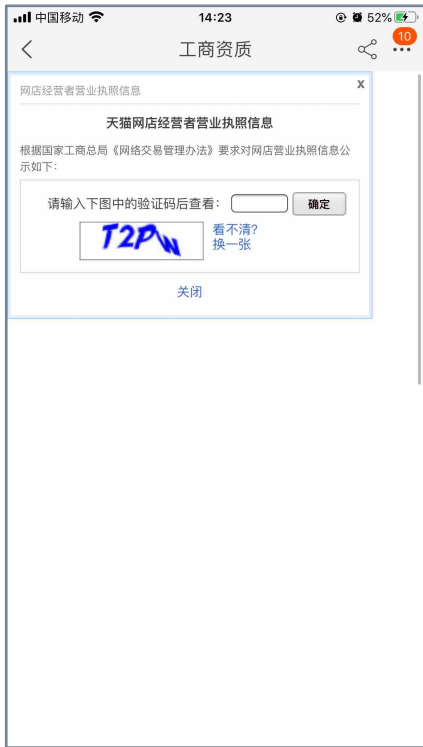 中国移动 14:23 52%
工商资质 10
网店经营者营业执照信息 x
天猫网店经营者营业执照信息
根据国家工商总局《网络交易管理办法》要求对网店营业执照信息公
示如下：
请输入下图中的验证码后查看： 确定
T2PW 看不清?
换一张
关闭